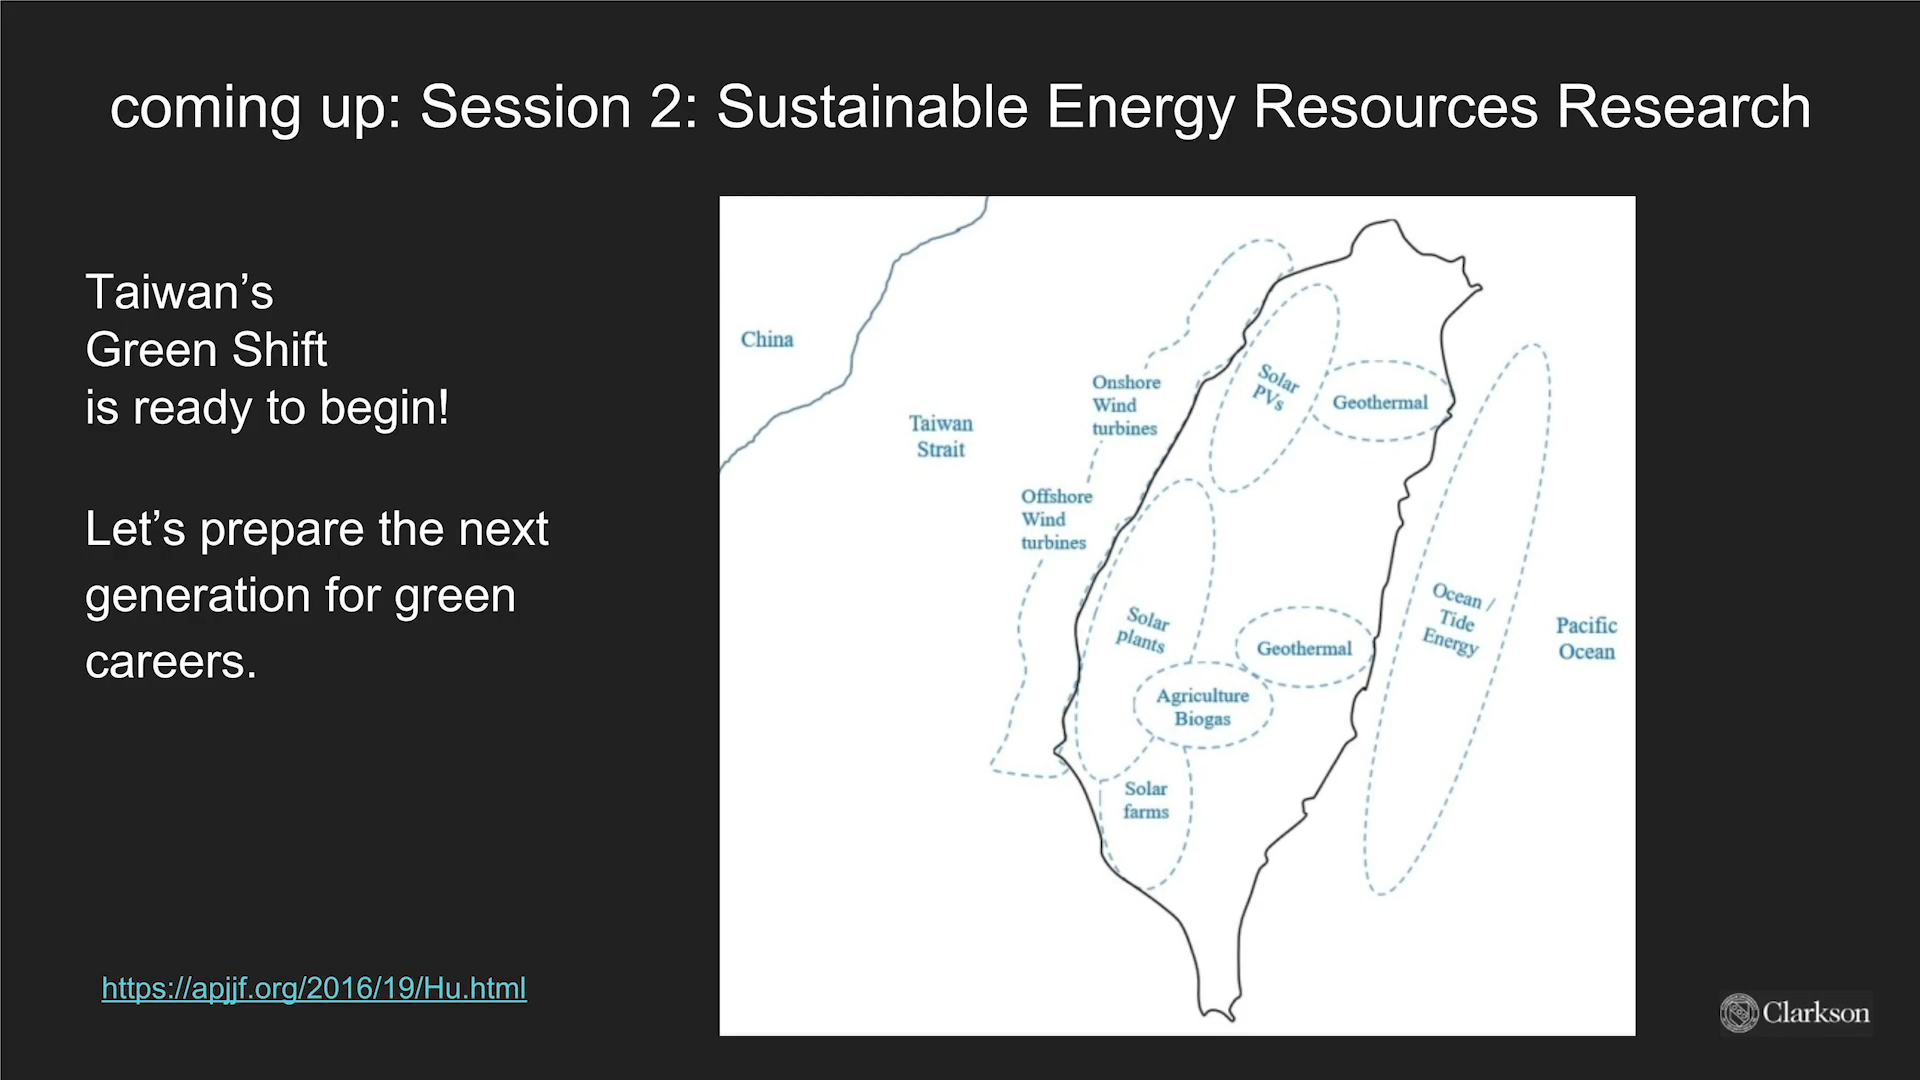 coming up: Session 2: Sustainable Energy Resources Research
Taiwan’s
Green Shift
is ready to begin!
Let’s prepare the next
generation for green
careers.
https://apjjf.org/2016/19/Hu.html
China
Taiwan
Strait
Onshore
Wind
turbines
Offshore
Wind
turbines
Solar
PVs
Geothermal
Solar
plants
Geothermal
Agriculture
Biogas
Solar
farms
Ocean /
Tide
Energy
Pacific
Ocean
Clarkson